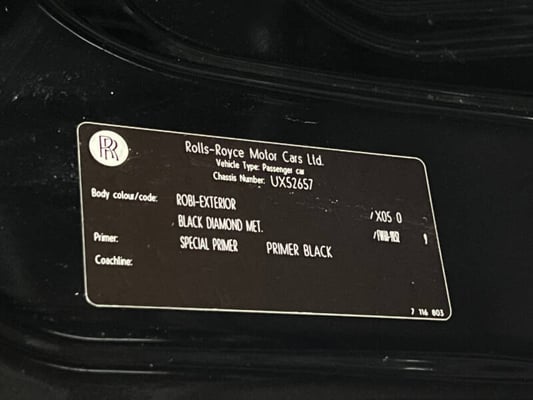 RR
Rolls-Royce Motor Cars Ltd.
Vehicle Type: Passenger car
Chassis Number: UX52657
Body colour/code: ROBI-EXTERIOR /X05 0
BLACK DIAMOND MET.
Primer: SPECIAL PRIMER PRIMER BLACK
Coachline:
7 116 803